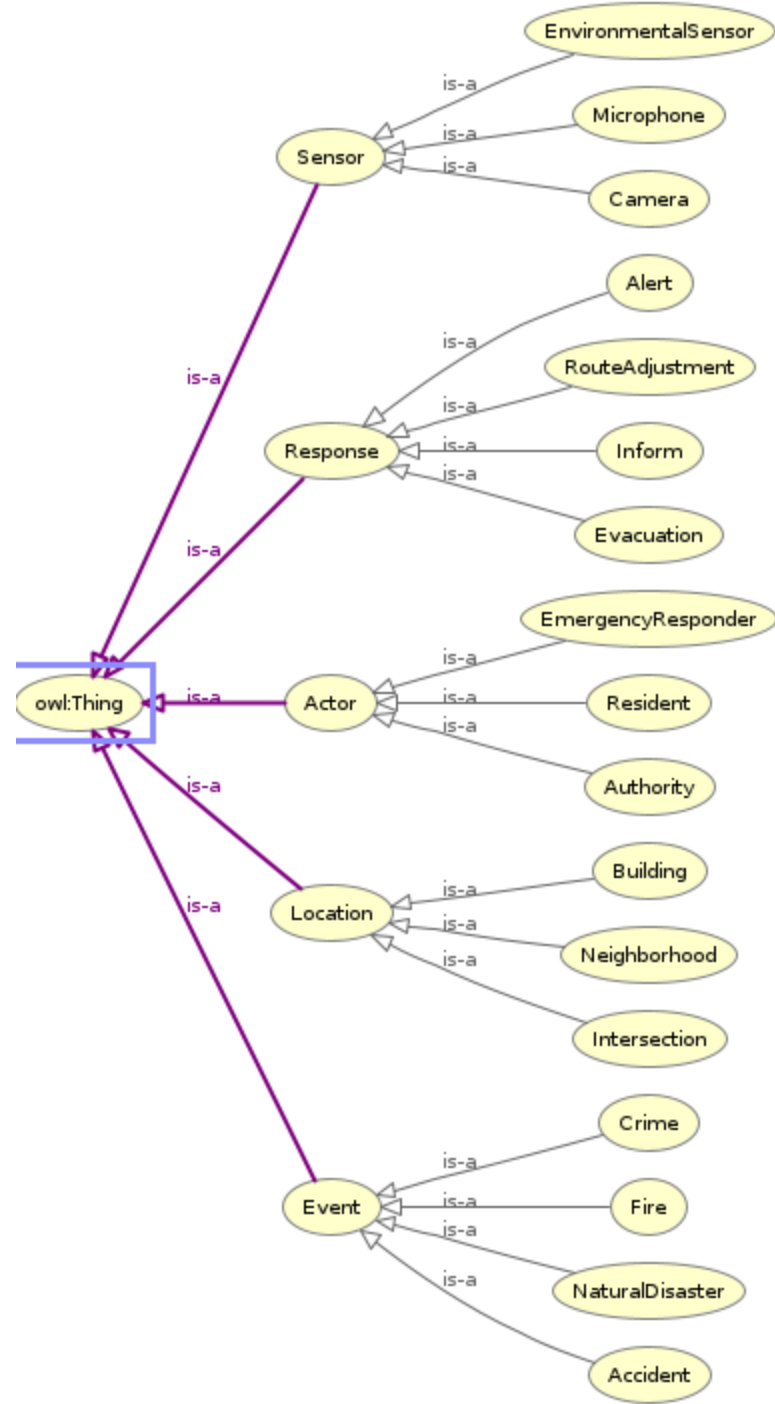 EnvironmentalSensor
is-a
Microphone
is-a
Sensor
is-a
Camera
Alert
is-a
RouteAdjustment
is-a
is-a
Response
is-a
Inform
is-a
Evacuation
is-a
EmergencyResponder
is-a
owl:Thing
is-a
Actor
is-a
Resident
is-a
Authority
is-a
Building
is-a
is-a
Location
is-a
Neighborhood
is-a
Intersection
Crime
is-a
Event
is-a
Fire
is-a
NaturalDisaster
is-a
Accident